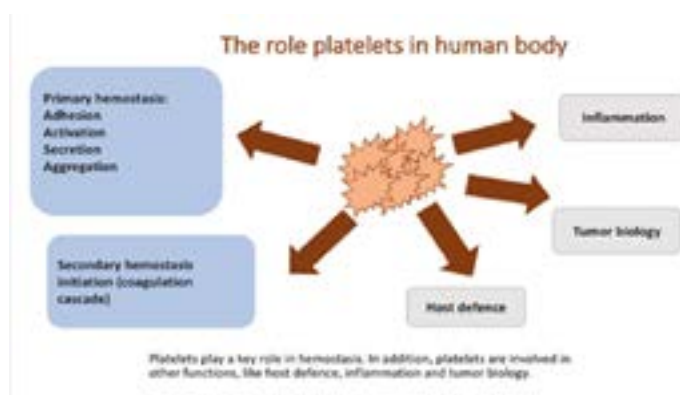 The role platelets in human body
Primary hemostasis:
Adhesion
Activation
Secretion
Aggregation
Secondary hemostasis
initiation (coagulation
cascade)
Inflammation
Tumor biology
Host defence
Platelets play a key role in hemostasis. In addition, platelets are involved in
other functions, like host defence, inflammation and tumor biology.